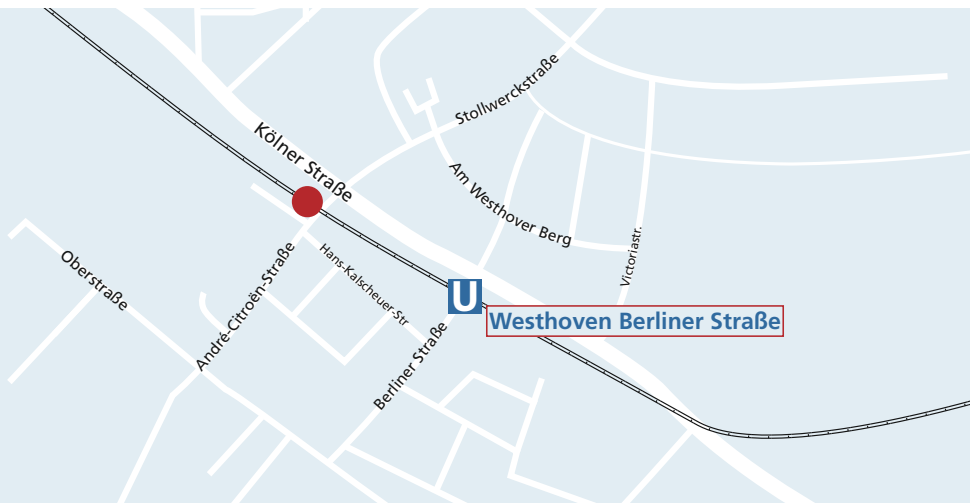 Stollwerckstraße
Kölner Straße
Am Westhover Berg
Victoriastr.
Oberstraße
André-Citroën-Straße
Hans-Kalscheuer-Str
U
Westhoven Berliner Straße
Berliner Straße